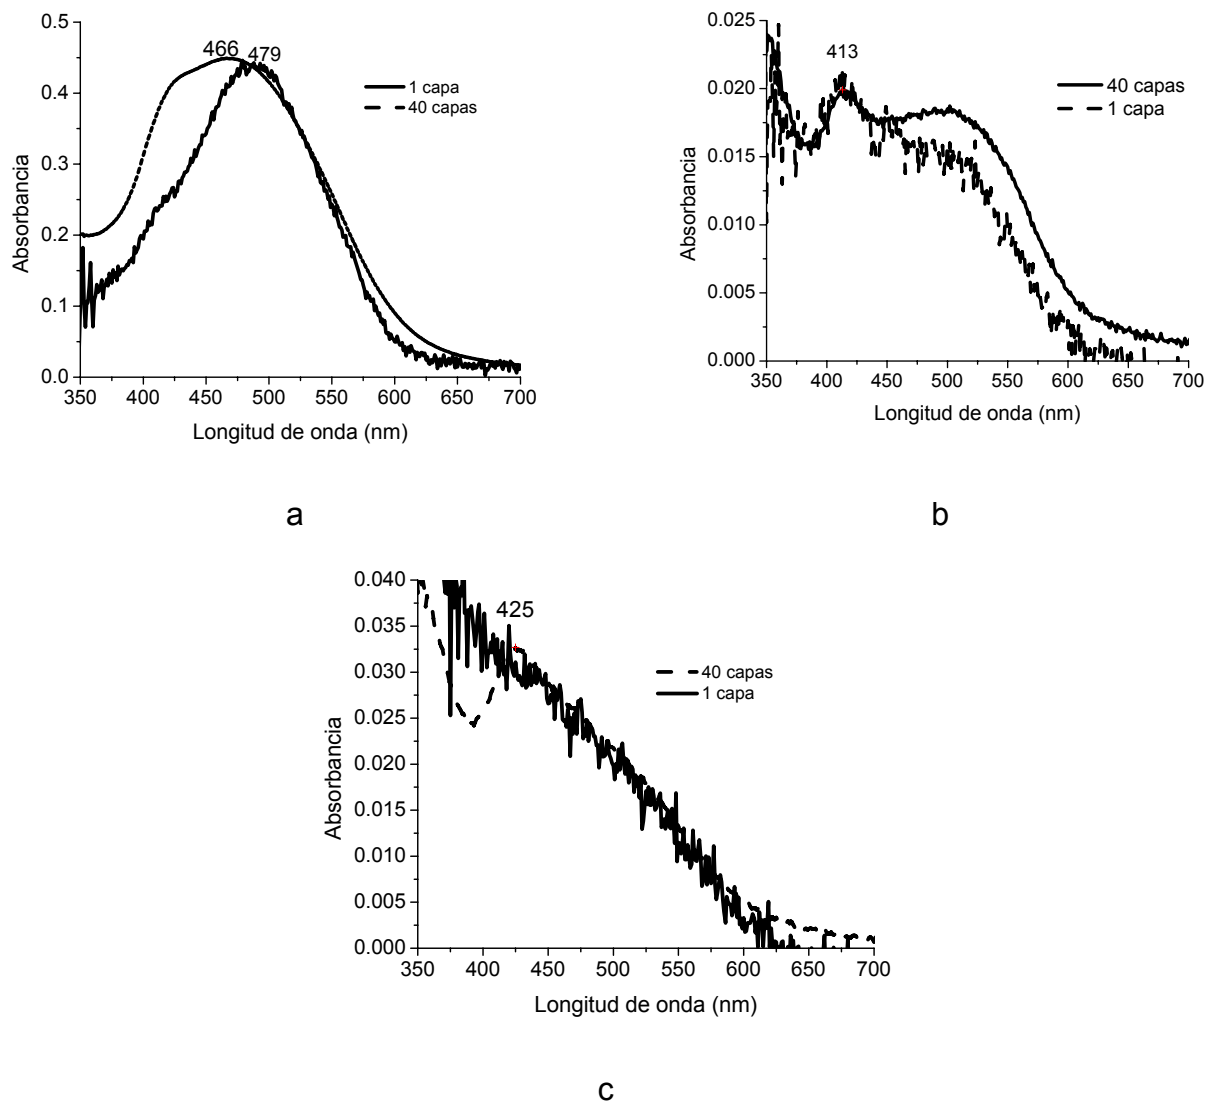 0.5
0.4
0.3
0.2
0.1
0.0
Absorbancia
466
479
1 capa
40 capas
350 400 450 500 550 600 650 700
Longitud de onda (nm)
a
0.025
0.020
0.015
0.010
0.005
0.000
Absorbancia
413
40 capas
1 capa
350 400 450 500 550 600 650 700
Longitud de onda (nm)
b
0.040
0.035
0.030
0.025
0.020
0.015
0.010
0.005
0.000
Absorbancia
425
40 capas
1 capa
350 400 450 500 550 600 650 700
Longitud de onda (nm)
c